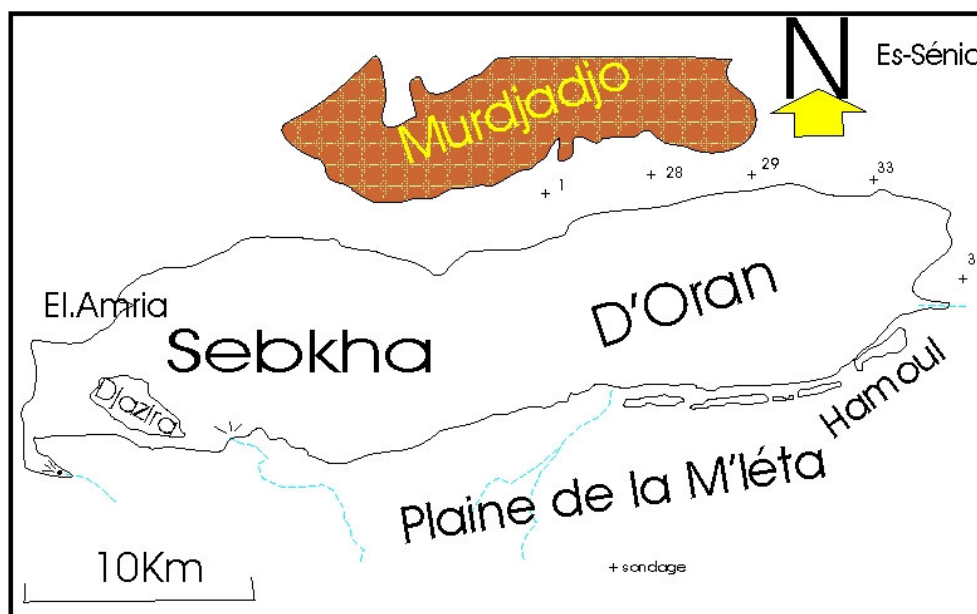 N
Es-Sénia
Murdjadjo
+ 1
+ 28
+ 29
+ 33
+ 3
El.Amria
Sebkha
D'Oran
Djazira
Hamoul
Plaine de la M'léta
10Km
+ sondage